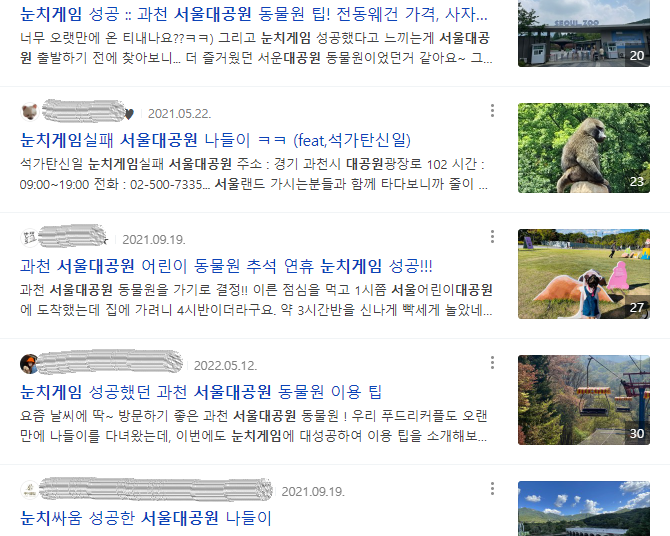 눈치게임 성공 :: 과천 서울대공원 동물원 팁! 전동웨건 가격, 사자...
너무 오랫만에 온 티내나요??ㅋㅋ) 그리고 눈치게임 성공했다고 느끼는게 서울대공
원 출발하기 전에 찾아보니... 더 즐거웠던 서운대공원 동물원이었던거 같아요~ 그...
SEOUL ZOO
20
2021.05.22.
눈치게임실패 서울대공원 나들이 ㅋㅋ (feat,석가탄신일)
석가탄신일 눈치게임실패 서울대공원 주소 : 경기 과천시 대공원광장로 102 시간 :
09:00~19:00 전화 : 02-500-7335... 서울랜드 가시는분들과 함께 타다보니까 줄이 ...
23
2021.09.19.
과천 서울대공원 어린이 동물원 추석 연휴 눈치게임 성공!!!
과천 서울대공원 동물원을 가기로 결정!! 이른 점심을 먹고 1시쯤 서울어린이대공원
에 도착했는데 집에 가려니 4시반이더라구요. 약 3시간반을 신나게 빡세게 놀았네...
27
2022.05.12.
눈치게임 성공했던 과천 서울대공원 동물원 이용 팁
요즘 날씨에 딱~ 방문하기 좋은 과천 서울대공원 동물원 ! 우리 푸드리커플도 오랜
만에 나들이를 다녀왔는데, 이번에도 눈치게임에 대성공하여 이용 팁을 소개해보...
30
2021.09.19.
눈치싸움 성공한 서울대공원 나들이